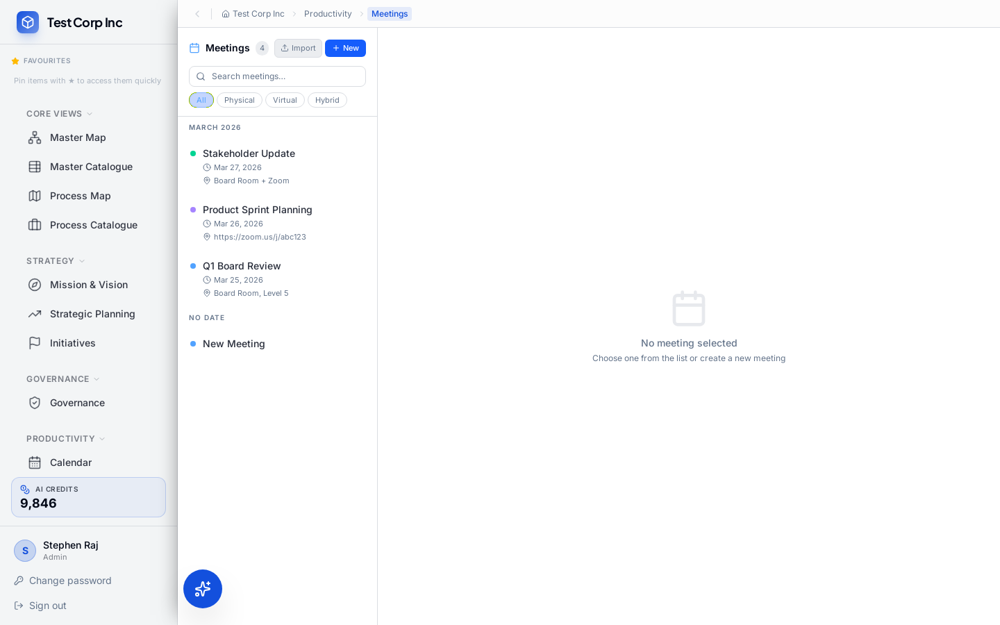 Test Corp Inc
FAVOURITES
Pin items with ★ to access them quickly
CORE VIEWS
Master Map
Master Catalogue
Process Map
Process Catalogue
STRATEGY
Mission & Vision
Strategic Planning
Initiatives
GOVERNANCE
Governance
PRODUCTIVITY
Calendar
AI CREDITS
9,846
S
Stephen Raj
Admin
Change password
Sign out
Test Corp Inc
Productivity
Meetings
Meetings 4 Import New
Search meetings...
All Physical Virtual Hybrid
MARCH 2026
Stakeholder Update
Mar 27, 2026
Board Room + Zoom
Product Sprint Planning
Mar 26, 2026
https://zoom.us/j/abc123
Q1 Board Review
Mar 25, 2026
Board Room, Level 5
NO DATE
New Meeting
No meeting selected
Choose one from the list or create a new meeting